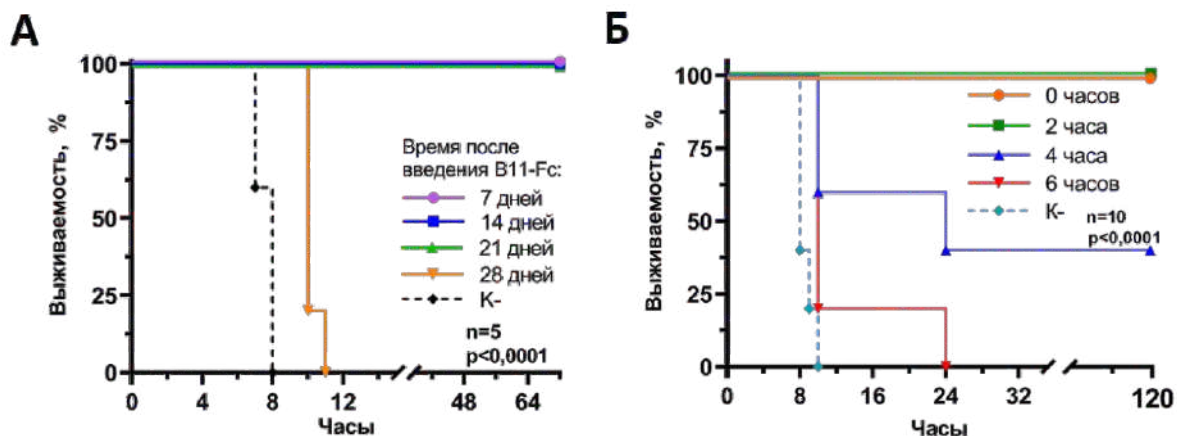 А
Выживаемость, %
100
75
50
25
0
Время после
введения B11-Fc:
7 дней
14 дней
21 дней
28 дней
К-
n=5
p<0,0001
0 4 8 12 48 64
Часы
Б
Выживаемость, %
100
75
50
25
0
0 часов
2 часа
4 часа
6 часов
К-
n=10
p<0,0001
0 8 16 24 32 120
Часы